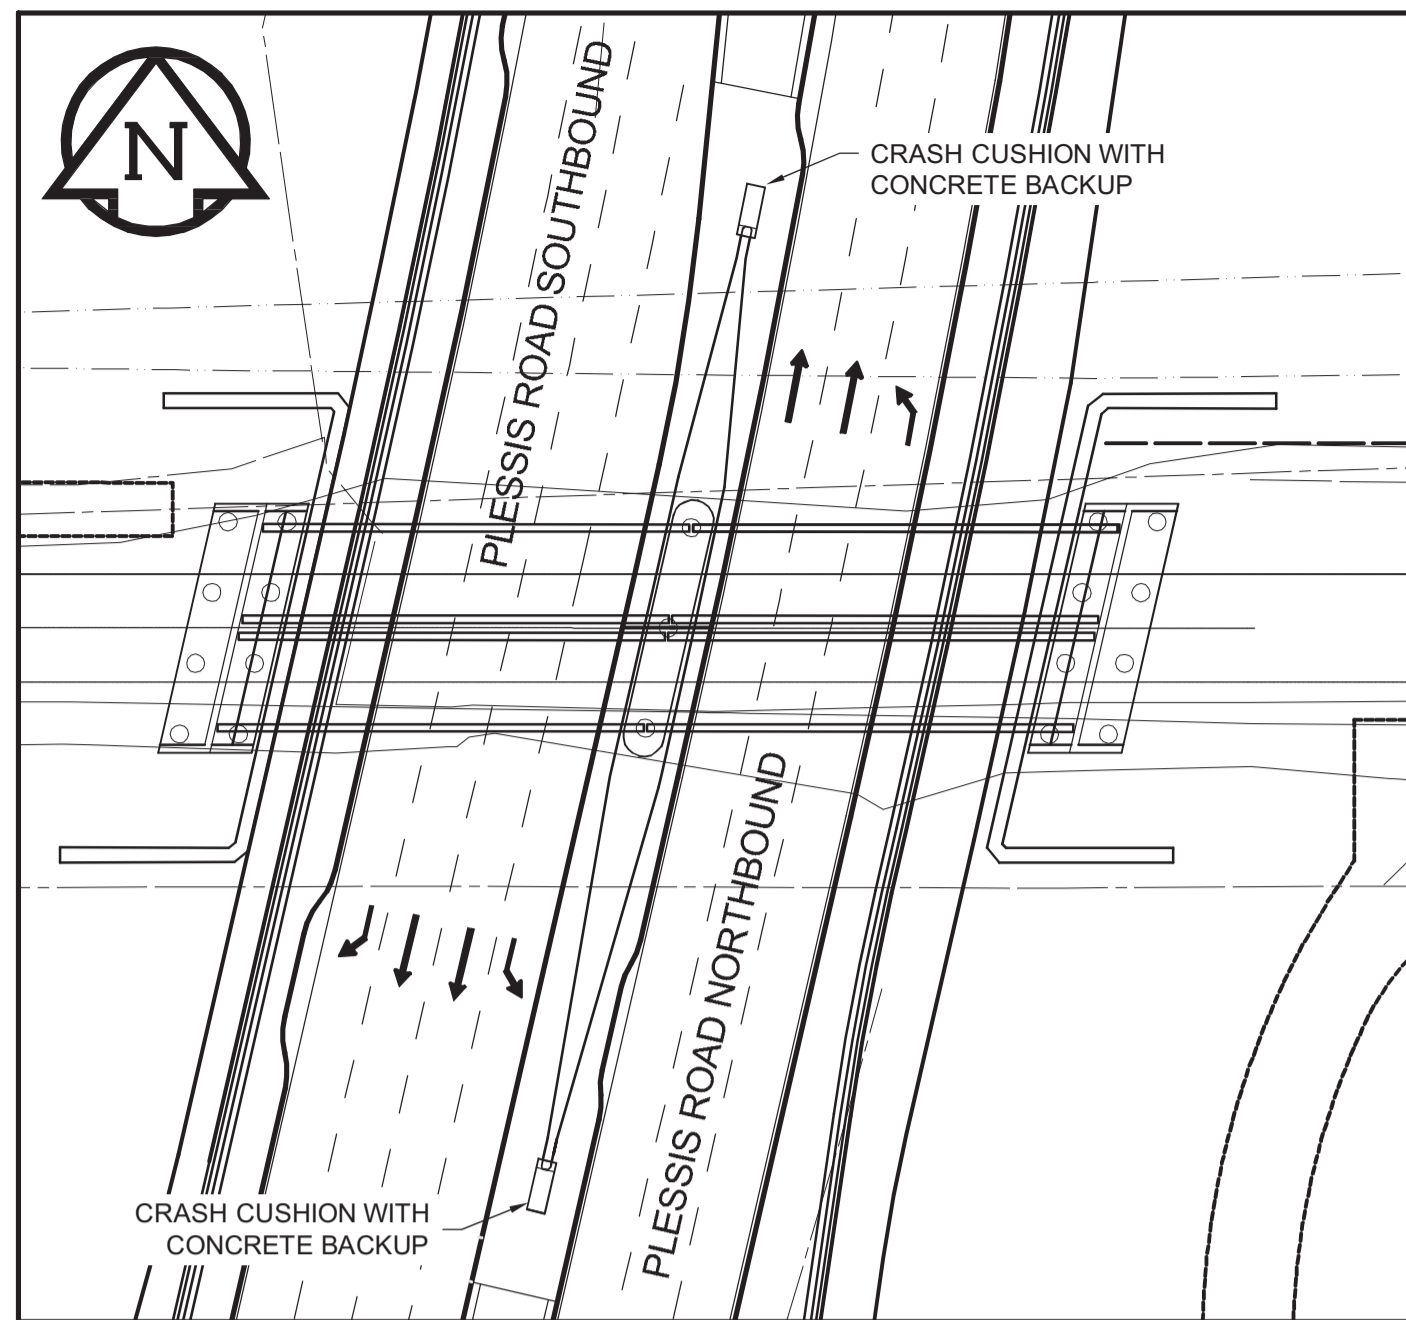 N
CRASH CUSHION WITH
CONCRETE BACKUP
PLESSIS ROAD SOUTHBOUND
PLESSIS ROAD NORTHBOUND
CRASH CUSHION WITH
CONCRETE BACKUP